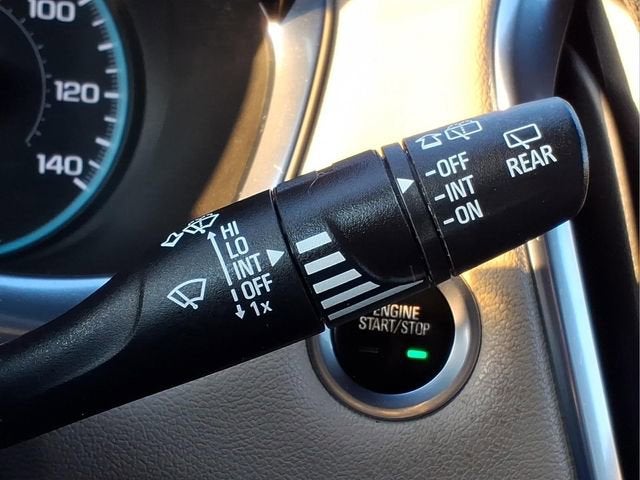 100
120
140
HI
LO
INT
OFF
1x
-OFF
-INT
-ON
REAR
ENGINE
START/STOP